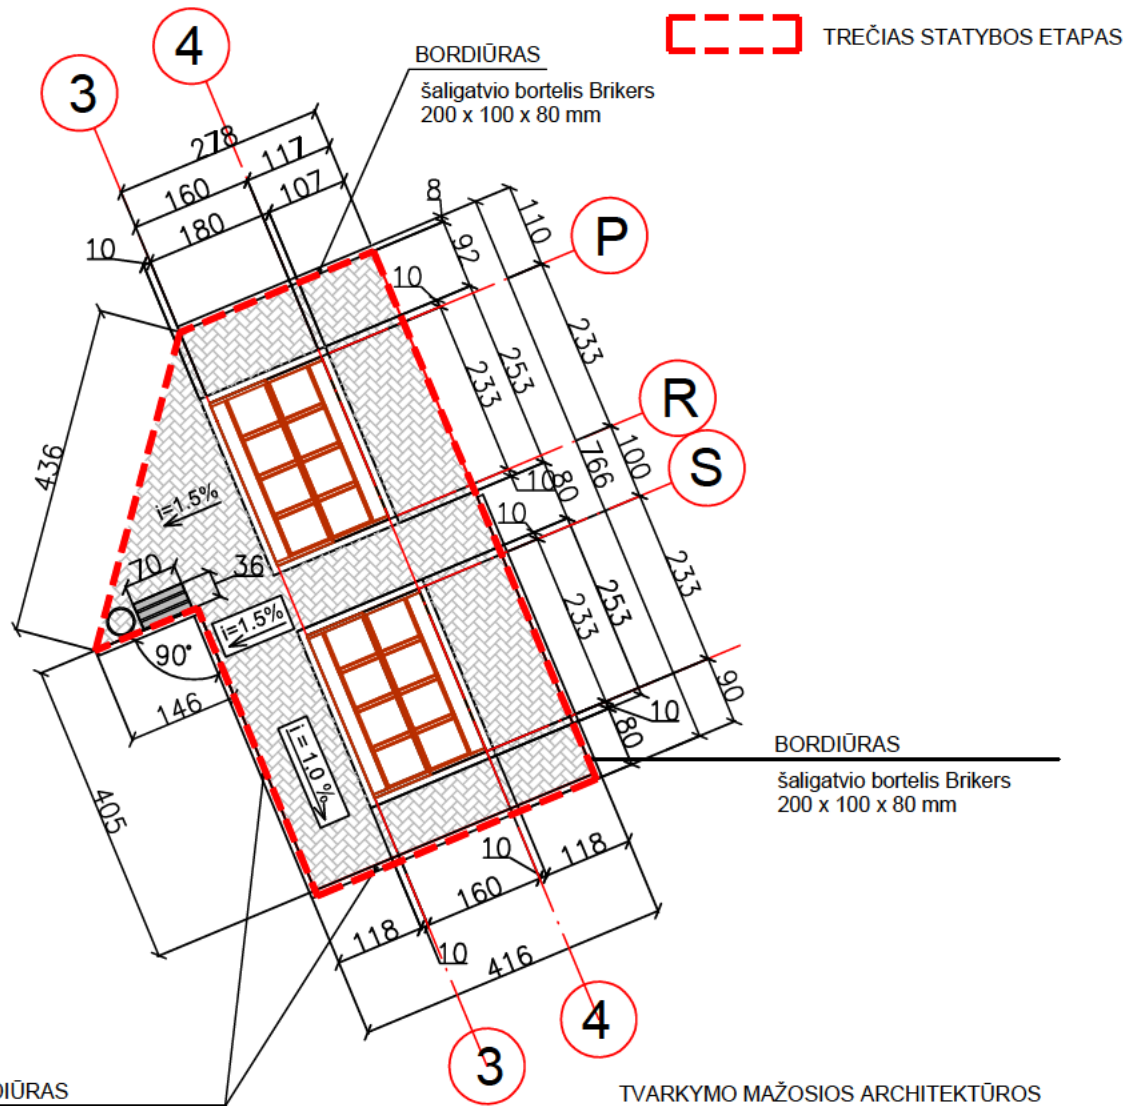 4
3
TREČIAS STATYBOS ETAPAS
BORDIŪRAS
šaligatvio bortelis Brikers
200 x 100 x 80 mm
278
117
160
107
180
10
8
110
92
P
10
233
253
233
R
436
100
766
S
10
80
10
i=1.5%
70
36
233
253
233
i=1.5%
90°
146
90
10
80
i = 1,0 %
BORDIŪRAS
šaligatvio bortelis Brikers
200 x 100 x 80 mm
405
118
10
160
118
10
416
4
3
DIŪRAS
TVARKYMO MAŽOSIOS ARCHITEKTŪROS